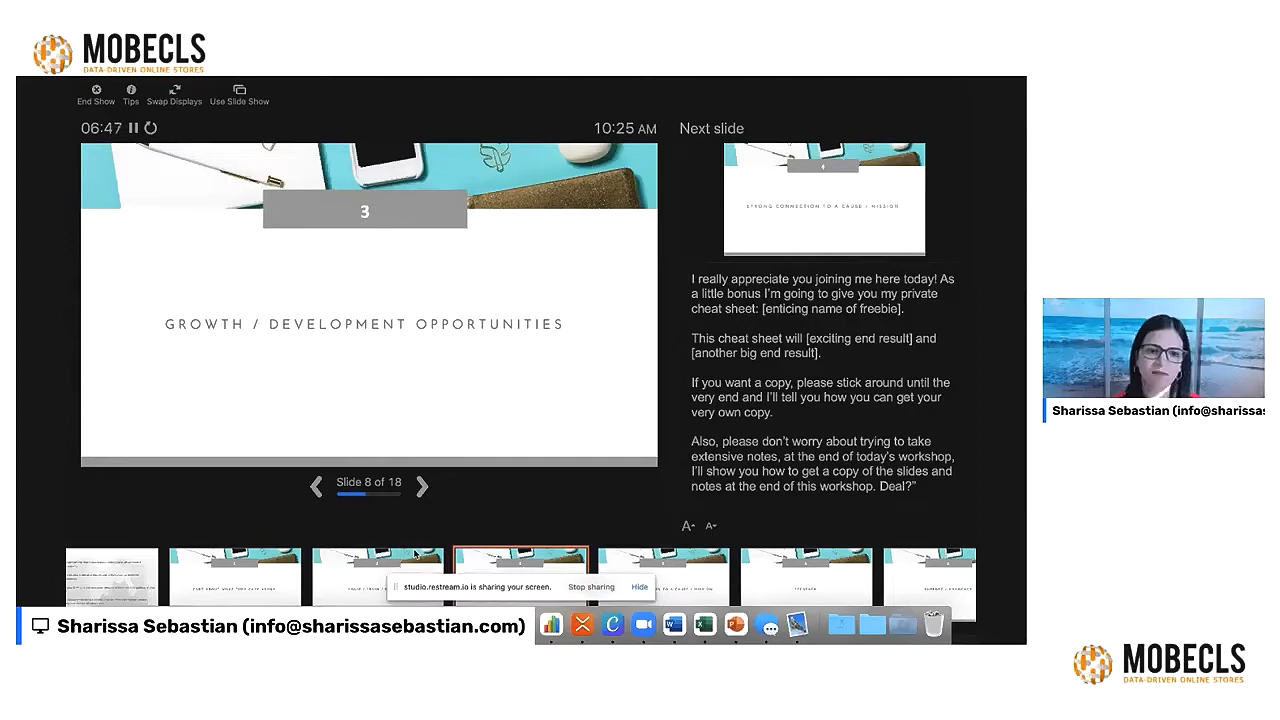 MOBECLS
DATA-DRIVEN ONLINE STORES
End Show
Tips
Swap Displays
Use Slide Show
06:47
10:25 AM
Next slide
3
GROWTH / DEVELOPMENT OPPORTUNITIES
4
STRONG CONNECTION TO A CAUSE / MISSION
I really appreciate you joining me here today! As
a little bonus I'm going to give you my private
cheat sheet: [enticing name of freebie].
This cheat sheet will [exciting end result] and
[another big end result].
If you want a copy, please stick around until the
very end and I'll tell you how you can get your
very own copy.
Also, please don't worry about trying to take
extensive notes, at the end of today's workshop,
I'll show you how to get a copy of the slides and
notes at the end of this workshop. Deal?"
Slide 8 of 18
A
A
studio.restream.io is sharing your screen.
Stop sharing
Hide
Sharissa Sebastian (info@sharissasebastian.com)
Sharissa Sebastian (info@sharissas
MOBECLS
DATA-DRIVEN ONLINE STORES